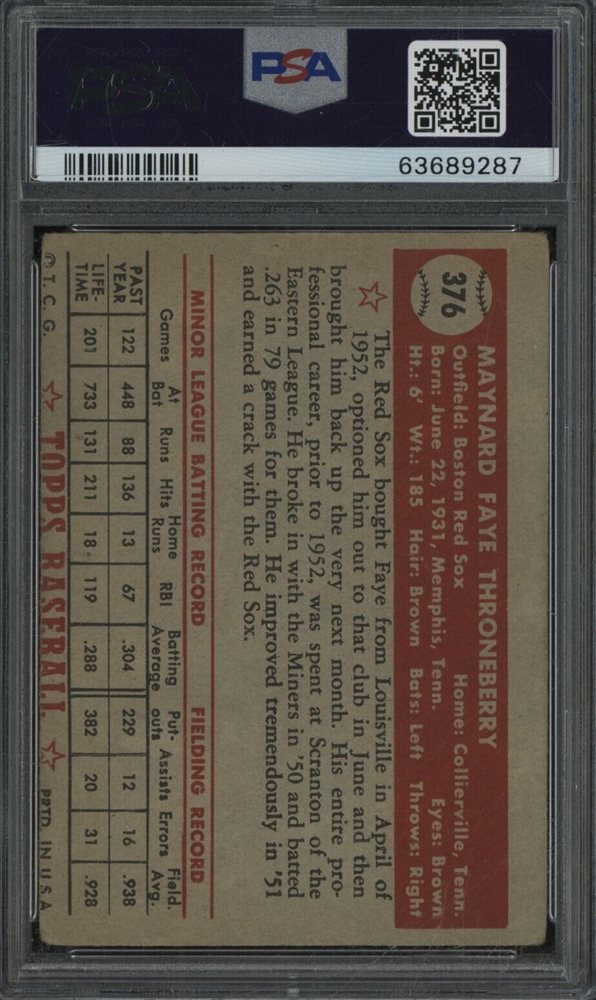 PSA
PSA
63689287
376
MAYNARD FAYE THRONEBERRY
Outfield: Boston Red Sox Home: Collierville, Tenn.
Born: June 22, 1931, Memphis, Tenn. Eyes: Brown
Ht.: 6' Wt.: 185 Hair: Brown Bats: Left Throws: Right
The Red Sox bought Faye from Louisville in April of
1952, optioned him out to that club in June and then
brought him back up the very next month. His entire pro-
fessional career, prior to 1952, was spent at Scranton of the
Eastern League. He broke in with the Miners in '50 and batted
.263 in 79 games for them. He improved tremendously in '51
and earned a crack with the Red Sox.
MINOR LEAGUE BATTING RECORD FIELDING RECORD
Games At Bat Runs Hits Home Runs RBI Batting Average Put-outs Assists Errors Field. Avg.
PAST YEAR 122 448 88 136 13 67 .304 229 12 16 .938
LIFE-TIME 201 733 131 211 18 119 .288 382 20 31 .928
© T. C. G. TOPPS BASEBALL PRTD. IN U.S.A